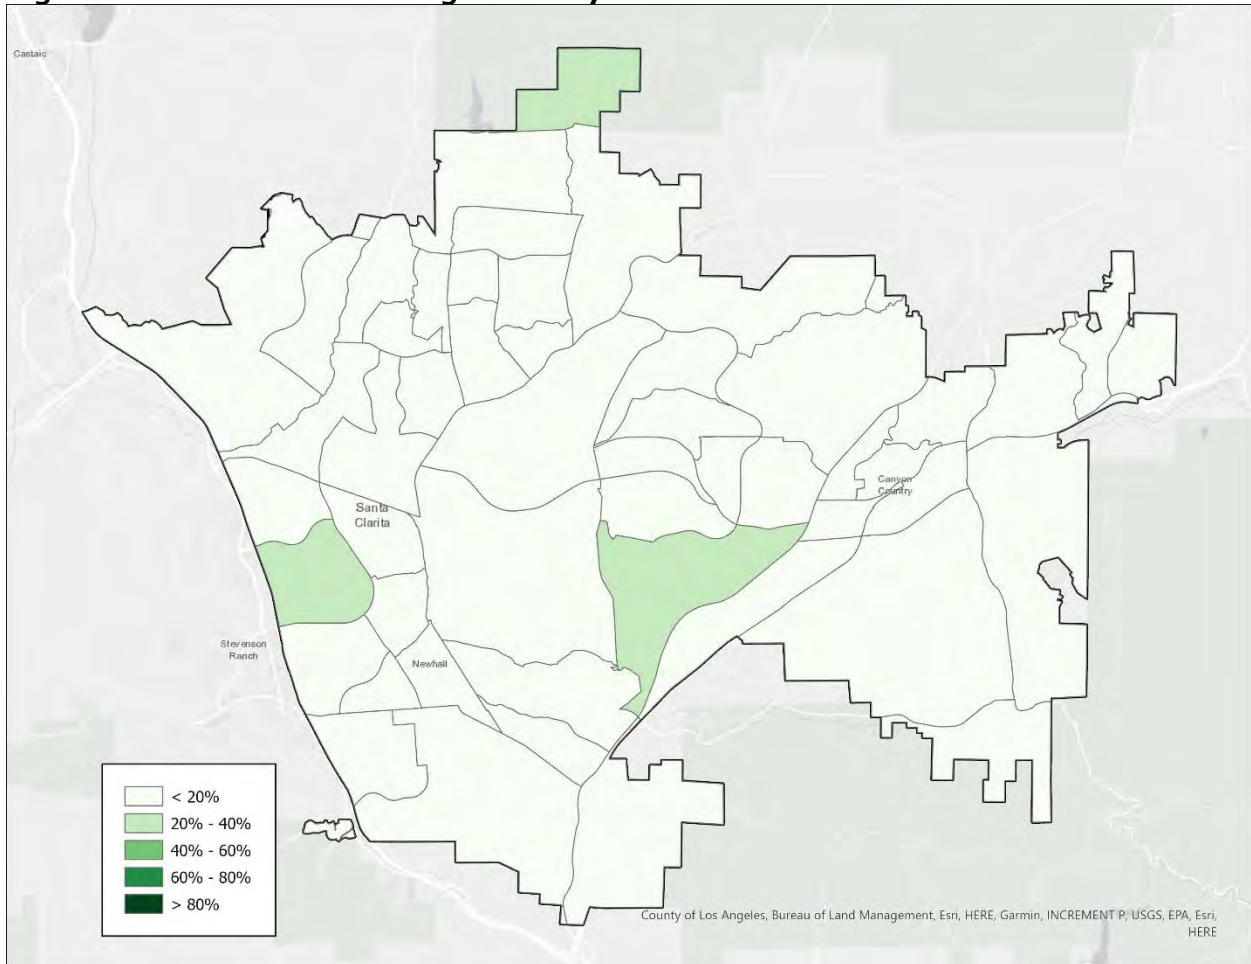 Castaic
Santa
Clarita
Canyon
Country
Stevenson
Ranch
Newhall
< 20%
20% - 40%
40% - 60%
60% - 80%
> 80%
County of Los Angeles, Bureau of Land Management, Esri, HERE, Garmin, INCREMENT P, USGS, EPA, Esri,
HERE